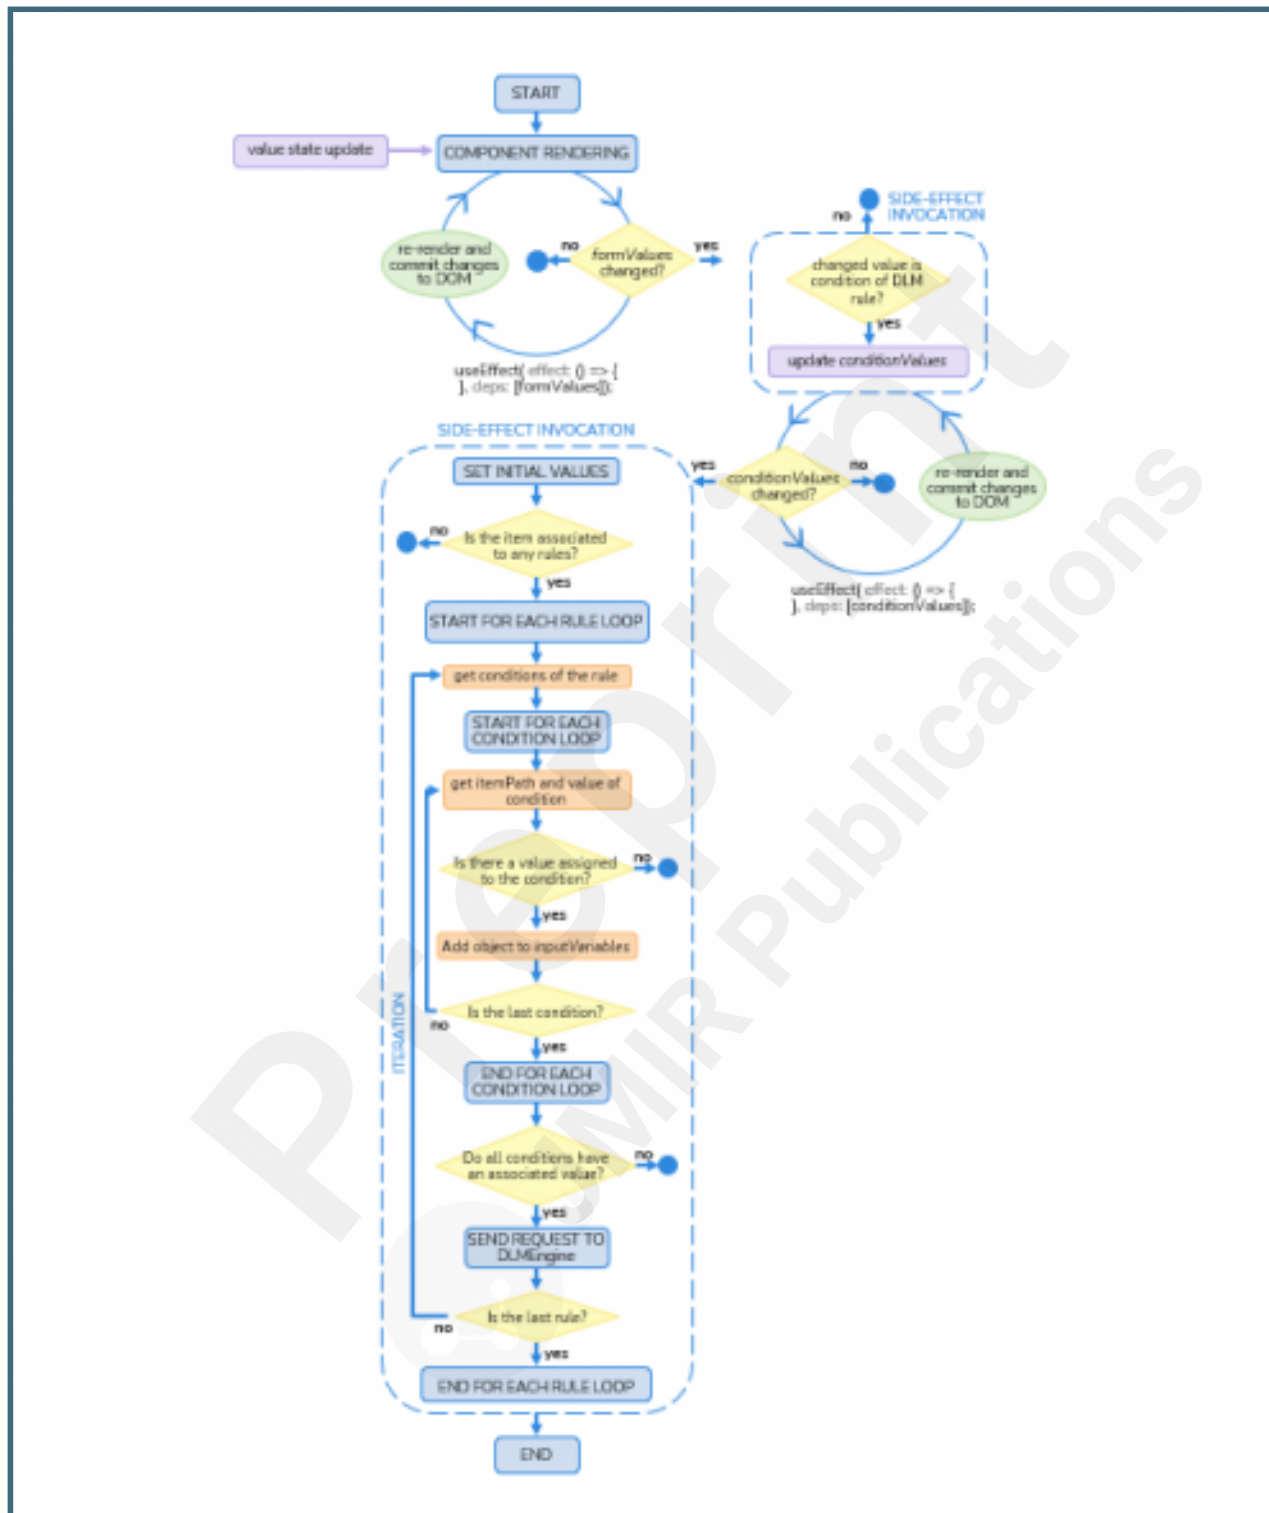 START
value state update
COMPONENT RENDERING
SIDE-EFFECT
INVOCATION
no
re-render and
commit changes
to DOM
no
formValues
changed?
yes
changed value is
condition of DLM
rule?
yes
update conditionValues
useEffect( effect: () => {
}, deps: [formValues]);
SIDE-EFFECT INVOCATION
SET INITIAL VALUES
yes
conditionValues
changed?
no
re-render and
commit changes
to DOM
no
Is the item associated
to any rules?
yes
useEffect( effect: () => {
}, deps: [conditionValues]);
START FOR EACH RULE LOOP
get conditions of the rule
START FOR EACH
CONDITION LOOP
get itemPath and value of
condition
Is there a value assigned
to the condition?
no
yes
Add object to inputVariables
ITERATION
Is the last condition?
no
yes
END FOR EACH
CONDITION LOOP
Do all conditions have
an associated value?
no
yes
SEND REQUEST TO
DLMEngine
Is the last rule?
no
yes
END FOR EACH RULE LOOP
END
Preprint
JMIR Publications